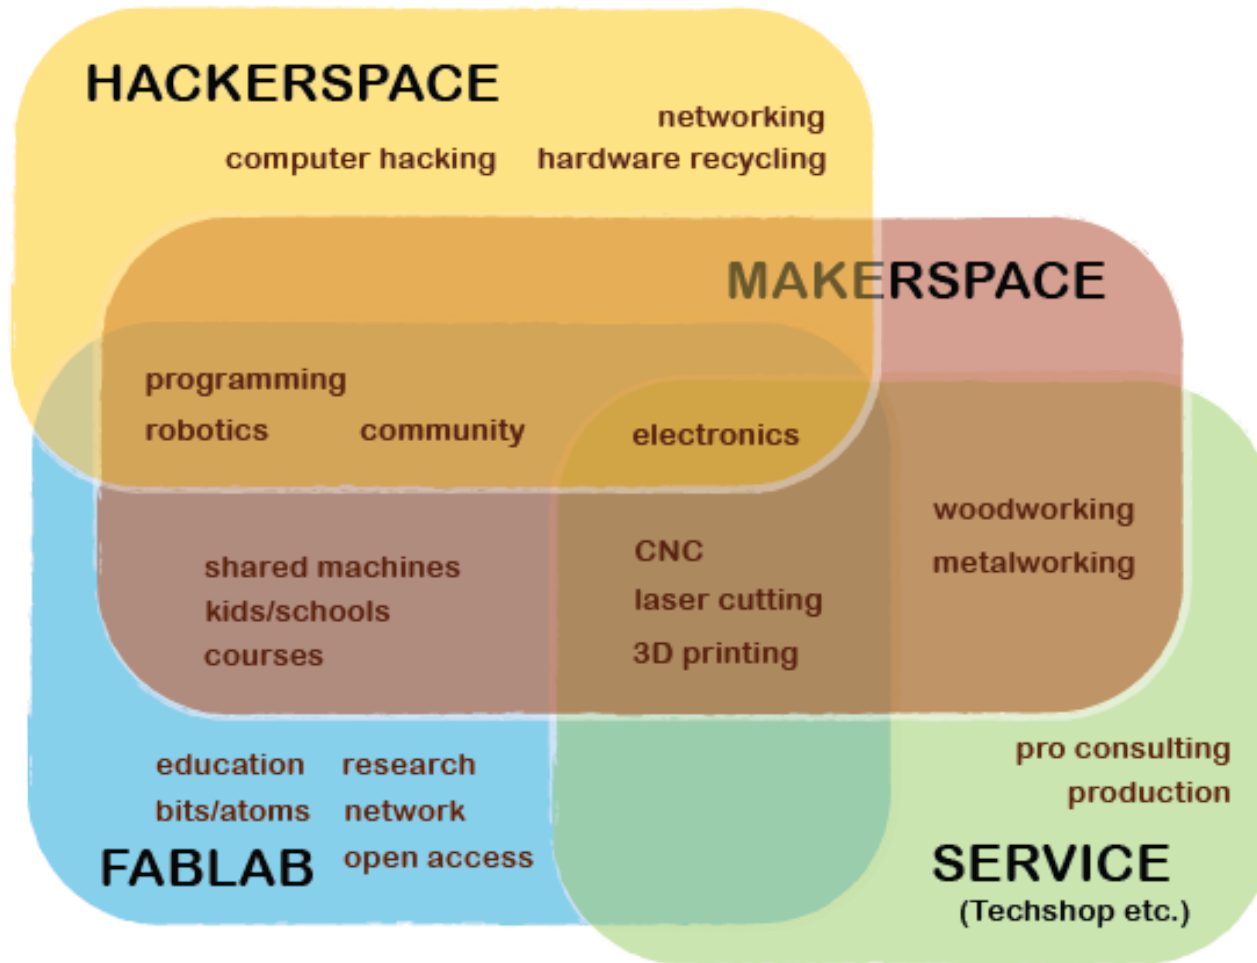 HACKERSPACE
networking
computer hacking hardware recycling
MAKERSPACE
programming
robotics community electronics
woodworking
CNC
metalworking
shared machines
laser cutting
kids/schools
3D printing
courses
pro consulting
education research
production
bits/atoms network
open access
FABLAB
SERVICE
(Techshop etc.)